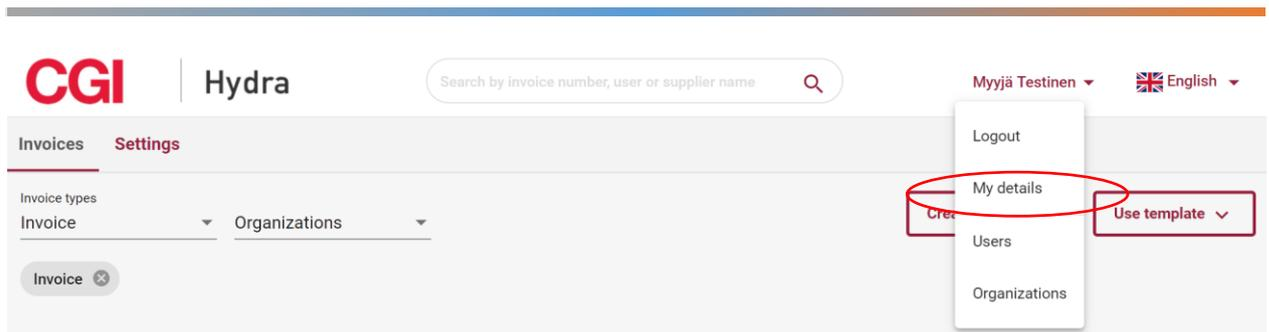 CGI Hydra Search by invoice number, user or supplier name Myyjä Testinen English
Logout
Invoices Settings
My details
Invoice types
Invoice Organizations
Use template
Users
Invoice
Organizations